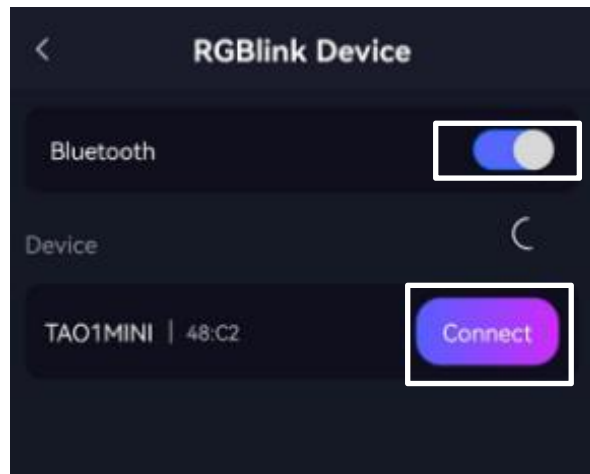 RGBlink Device
Bluetooth
Device
TAO1MINI | 48:C2
Connect